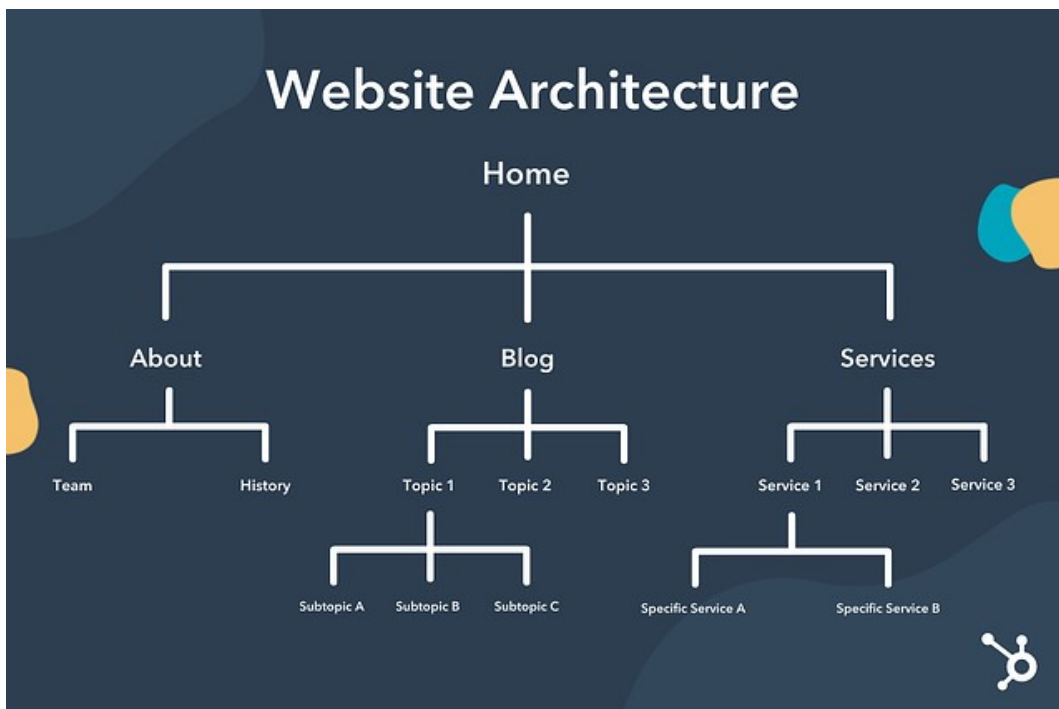 Website Architecture
Home
About Blog Services
Team History Topic 1 Topic 2 Topic 3 Service 1 Service 2 Service 3
Subtopic A Subtopic B Subtopic C Specific Service A Specific Service B